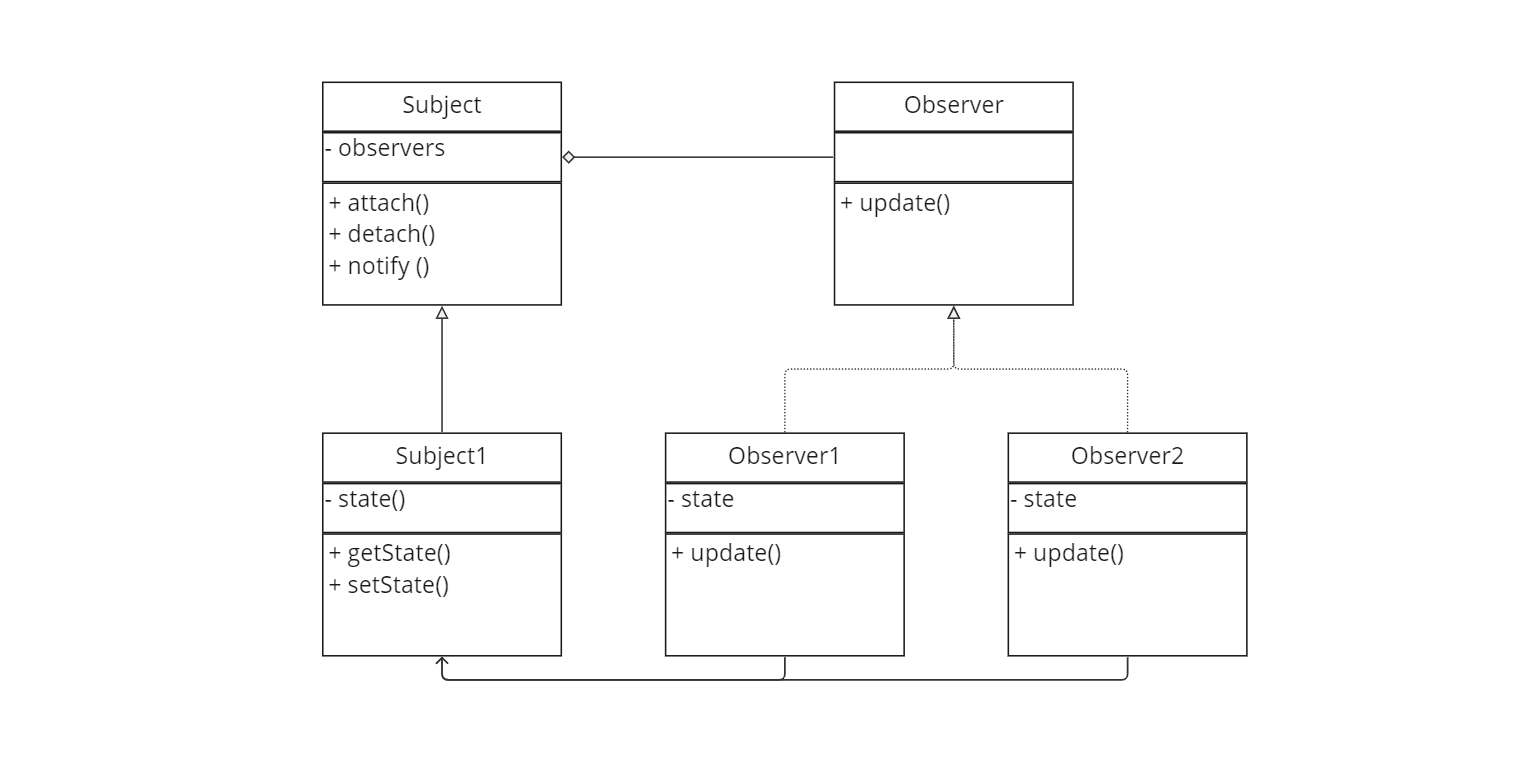 Subject
- observers
+ attach()
+ detach()
+ notify ()
Observer
+ update()
Subject1
- state()
+ getState()
+ setState()
Observer1
- state
+ update()
Observer2
- state
+ update()